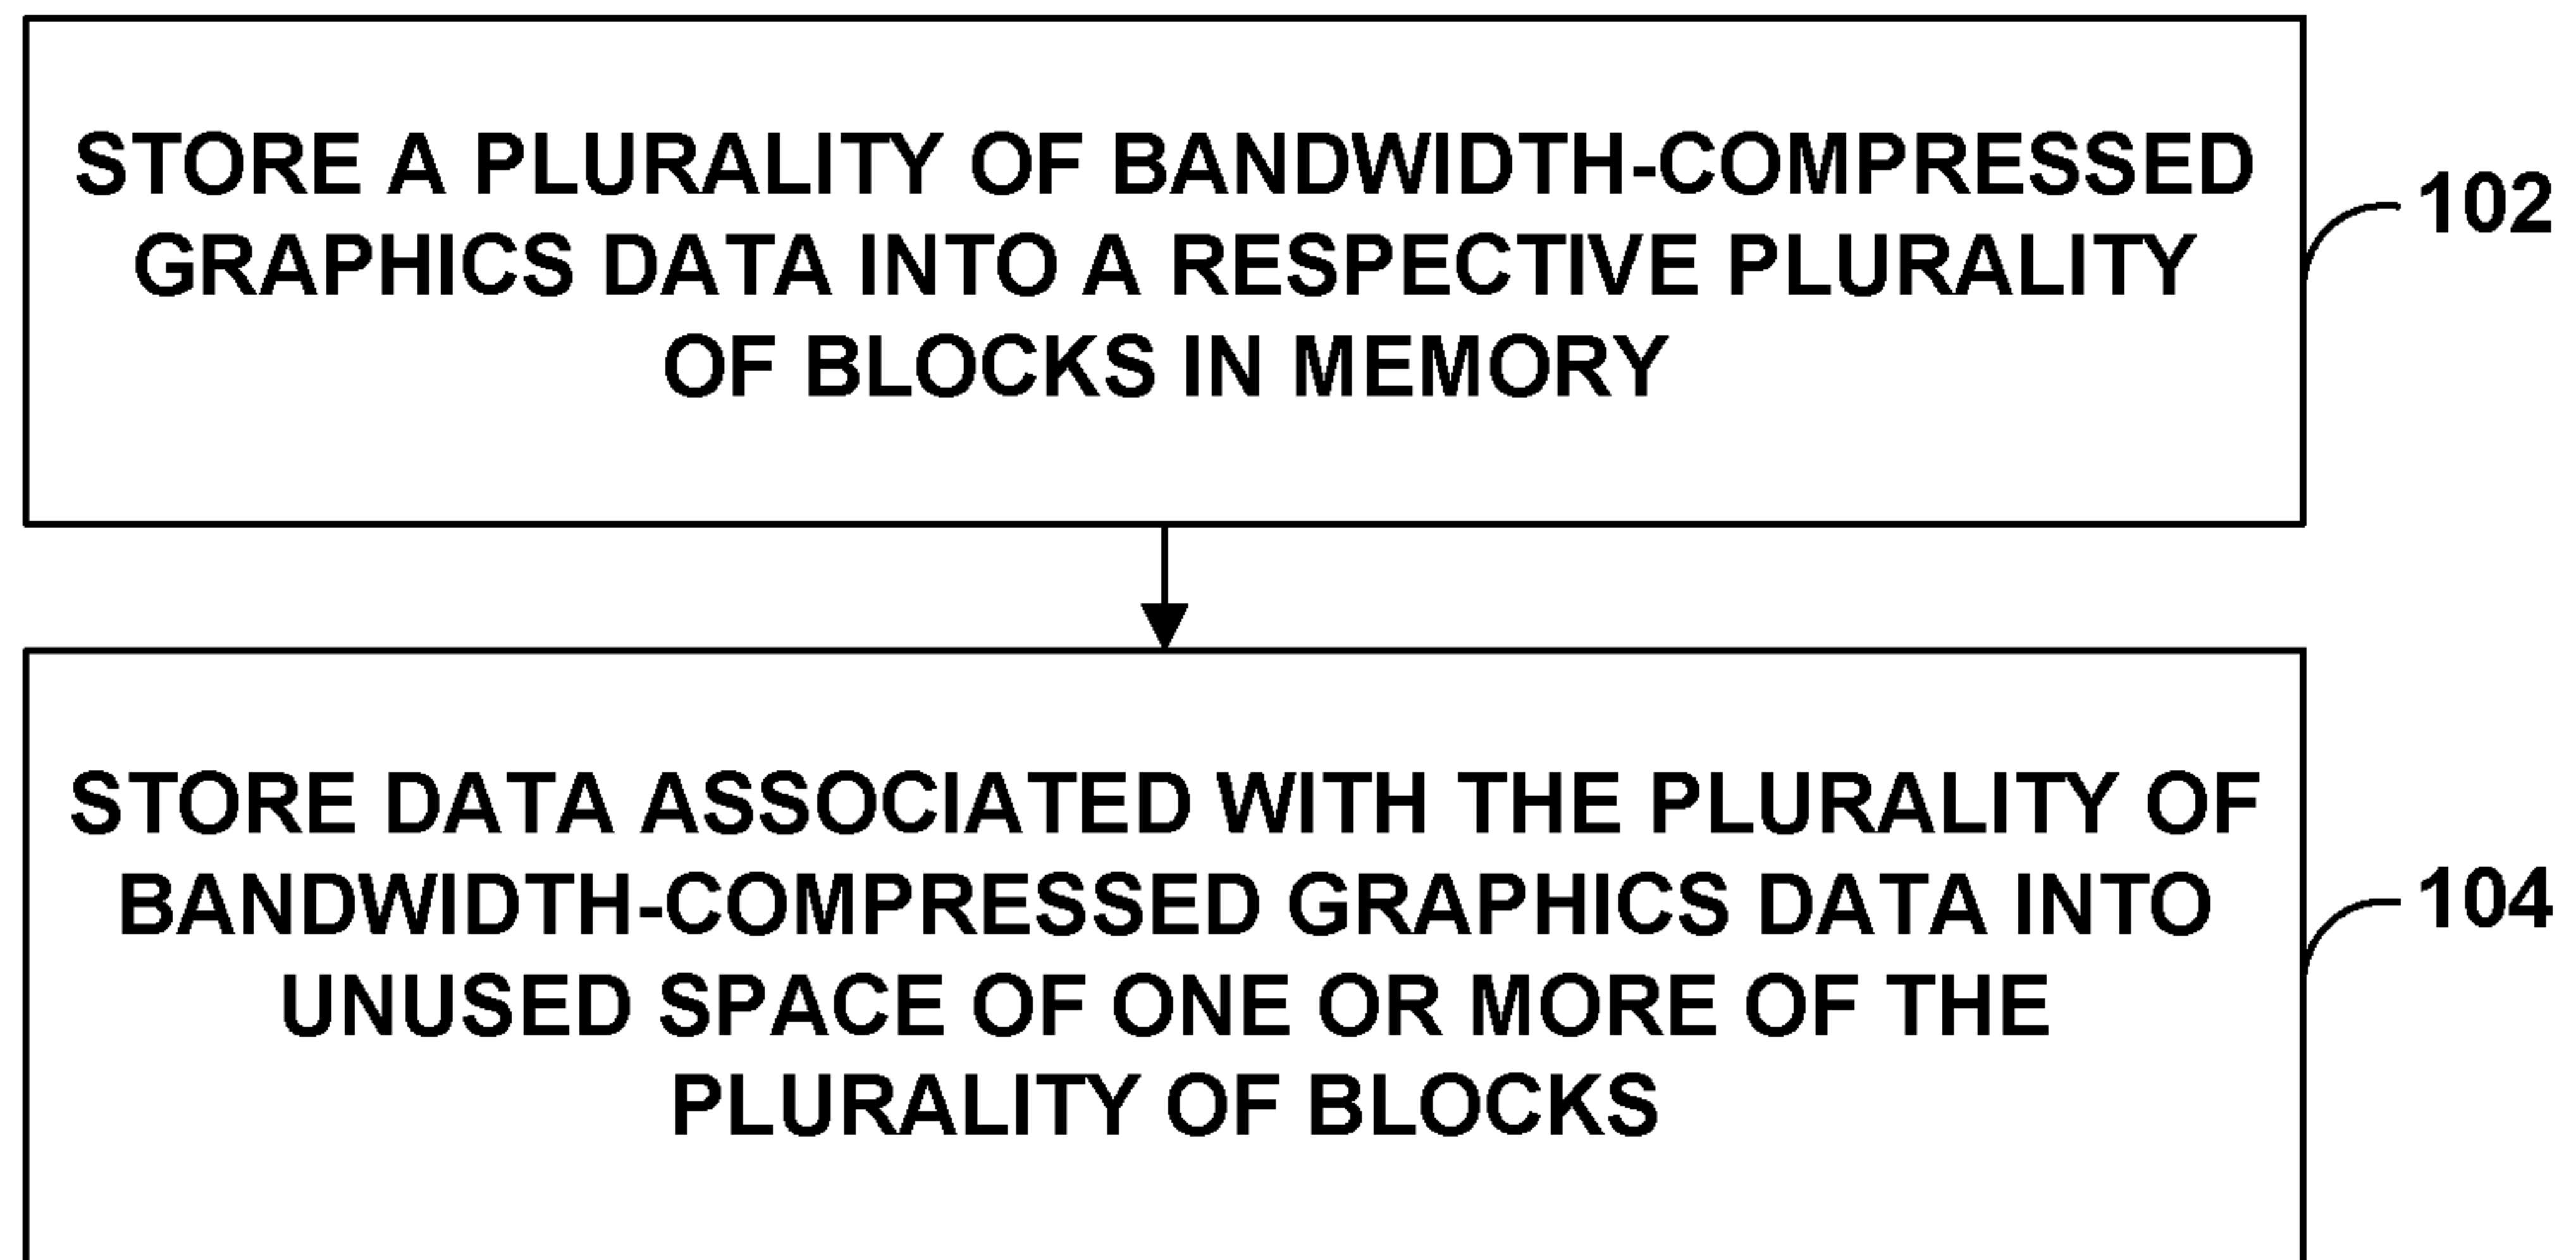 STORE A PLURALITY OF BANDWIDTH-COMPRESSED
GRAPHICS DATA INTO A RESPECTIVE PLURALITY
OF BLOCKS IN MEMORY
102
STORE DATA ASSOCIATED WITH THE PLURALITY OF
BANDWIDTH-COMPRESSED GRAPHICS DATA INTO
UNUSED SPACE OF ONE OR MORE OF THE
PLURALITY OF BLOCKS
104